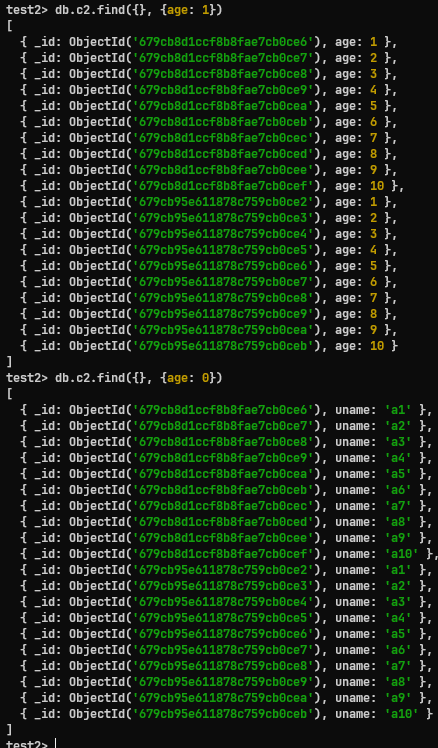 test2> db.c2.find({}, {age: 1})
[
  { _id: ObjectId('679cb8d1ccf8b8fae7cb0ce6'), age: 1 },
  { _id: ObjectId('679cb8d1ccf8b8fae7cb0ce7'), age: 2 },
  { _id: ObjectId('679cb8d1ccf8b8fae7cb0ce8'), age: 3 },
  { _id: ObjectId('679cb8d1ccf8b8fae7cb0ce9'), age: 4 },
  { _id: ObjectId('679cb8d1ccf8b8fae7cb0cea'), age: 5 },
  { _id: ObjectId('679cb8d1ccf8b8fae7cb0ceb'), age: 6 },
  { _id: ObjectId('679cb8d1ccf8b8fae7cb0cec'), age: 7 },
  { _id: ObjectId('679cb8d1ccf8b8fae7cb0ced'), age: 8 },
  { _id: ObjectId('679cb8d1ccf8b8fae7cb0cee'), age: 9 },
  { _id: ObjectId('679cb8d1ccf8b8fae7cb0cef'), age: 10 },
  { _id: ObjectId('679cb95e611878c759cb0ce2'), age: 1 },
  { _id: ObjectId('679cb95e611878c759cb0ce3'), age: 2 },
  { _id: ObjectId('679cb95e611878c759cb0ce4'), age: 3 },
  { _id: ObjectId('679cb95e611878c759cb0ce5'), age: 4 },
  { _id: ObjectId('679cb95e611878c759cb0ce6'), age: 5 },
  { _id: ObjectId('679cb95e611878c759cb0ce7'), age: 6 },
  { _id: ObjectId('679cb95e611878c759cb0ce8'), age: 7 },
  { _id: ObjectId('679cb95e611878c759cb0ce9'), age: 8 },
  { _id: ObjectId('679cb95e611878c759cb0cea'), age: 9 },
  { _id: ObjectId('679cb95e611878c759cb0ceb'), age: 10 }
]
test2> db.c2.find({}, {age: 0})
[
  { _id: ObjectId('679cb8d1ccf8b8fae7cb0ce6'), uname: 'a1' },
  { _id: ObjectId('679cb8d1ccf8b8fae7cb0ce7'), uname: 'a2' },
  { _id: ObjectId('679cb8d1ccf8b8fae7cb0ce8'), uname: 'a3' },
  { _id: ObjectId('679cb8d1ccf8b8fae7cb0ce9'), uname: 'a4' },
  { _id: ObjectId('679cb8d1ccf8b8fae7cb0cea'), uname: 'a5' },
  { _id: ObjectId('679cb8d1ccf8b8fae7cb0ceb'), uname: 'a6' },
  { _id: ObjectId('679cb8d1ccf8b8fae7cb0cec'), uname: 'a7' },
  { _id: ObjectId('679cb8d1ccf8b8fae7cb0ced'), uname: 'a8' },
  { _id: ObjectId('679cb8d1ccf8b8fae7cb0cee'), uname: 'a9' },
  { _id: ObjectId('679cb8d1ccf8b8fae7cb0cef'), uname: 'a10' },
  { _id: ObjectId('679cb95e611878c759cb0ce2'), uname: 'a1' },
  { _id: ObjectId('679cb95e611878c759cb0ce3'), uname: 'a2' },
  { _id: ObjectId('679cb95e611878c759cb0ce4'), uname: 'a3' },
  { _id: ObjectId('679cb95e611878c759cb0ce5'), uname: 'a4' },
  { _id: ObjectId('679cb95e611878c759cb0ce6'), uname: 'a5' },
  { _id: ObjectId('679cb95e611878c759cb0ce7'), uname: 'a6' },
  { _id: ObjectId('679cb95e611878c759cb0ce8'), uname: 'a7' },
  { _id: ObjectId('679cb95e611878c759cb0ce9'), uname: 'a8' },
  { _id: ObjectId('679cb95e611878c759cb0cea'), uname: 'a9' },
  { _id: ObjectId('679cb95e611878c759cb0ceb'), uname: 'a10' }
]
test2>